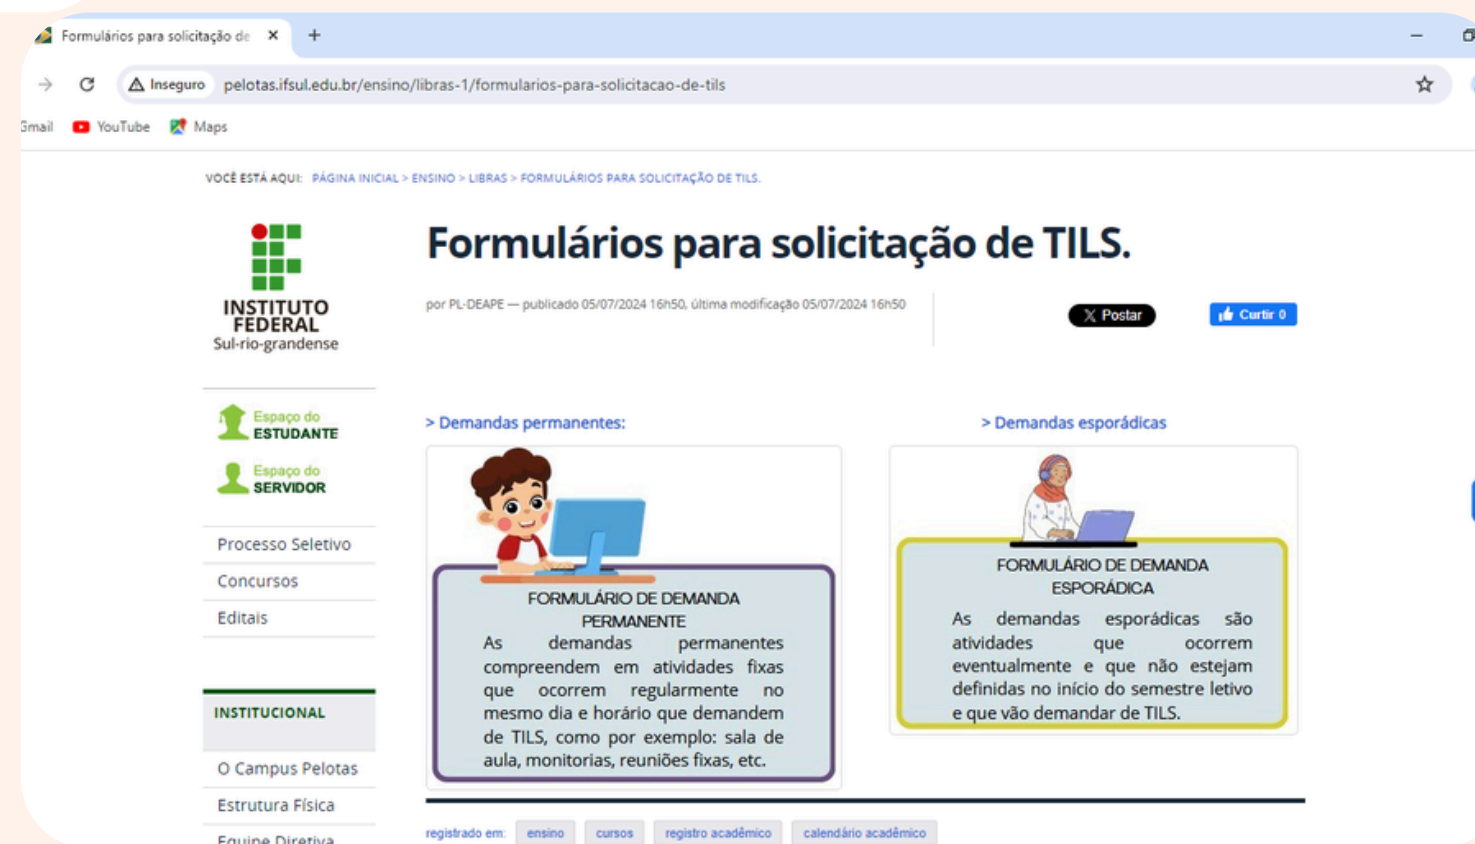 Formulários para solicitação de
Inseguro pelotas.ifsul.edu.br/ensino/libras-1/formularios-para-solicitacao-de-tils
YouTube Maps
VOCÊ ESTÁ AQUI: PÁGINA INICIAL > ENSINO > LIBRAS > FORMULÁRIOS PARA SOLICITAÇÃO DE TILS.
INSTITUTO
FEDERAL
Sul-rio-grandense
Formulários para solicitação de TILS.
por PL-DEAPE — publicado 05/07/2024 16h50, última modificação 05/07/2024 16h50
X Postar
Curtir 0
Espaço do
ESTUDANTE
Espaço do
SERVIDOR
Processo Seletivo
Concursos
Editais
INSTITUCIONAL
O Campus Pelotas
Estrutura Física
Equipe Diretiva
> Demandas permanentes:
FORMULÁRIO DE DEMANDA
PERMANENTE
As demandas permanentes
compreendem em atividades fixas
que ocorrem regularmente no
mesmo dia e horário que demandem
de TILS, como por exemplo: sala de
aula, monitorias, reuniões fixas, etc.
> Demandas esporádicas
FORMULÁRIO DE DEMANDA
ESPORÁDICA
As demandas esporádicas são
atividades que ocorrem
eventualmente e que não estejam
definidas no início do semestre letivo
e que vão demandar de TILS.
registrado em: ensino cursos registro acadêmico calendário acadêmico